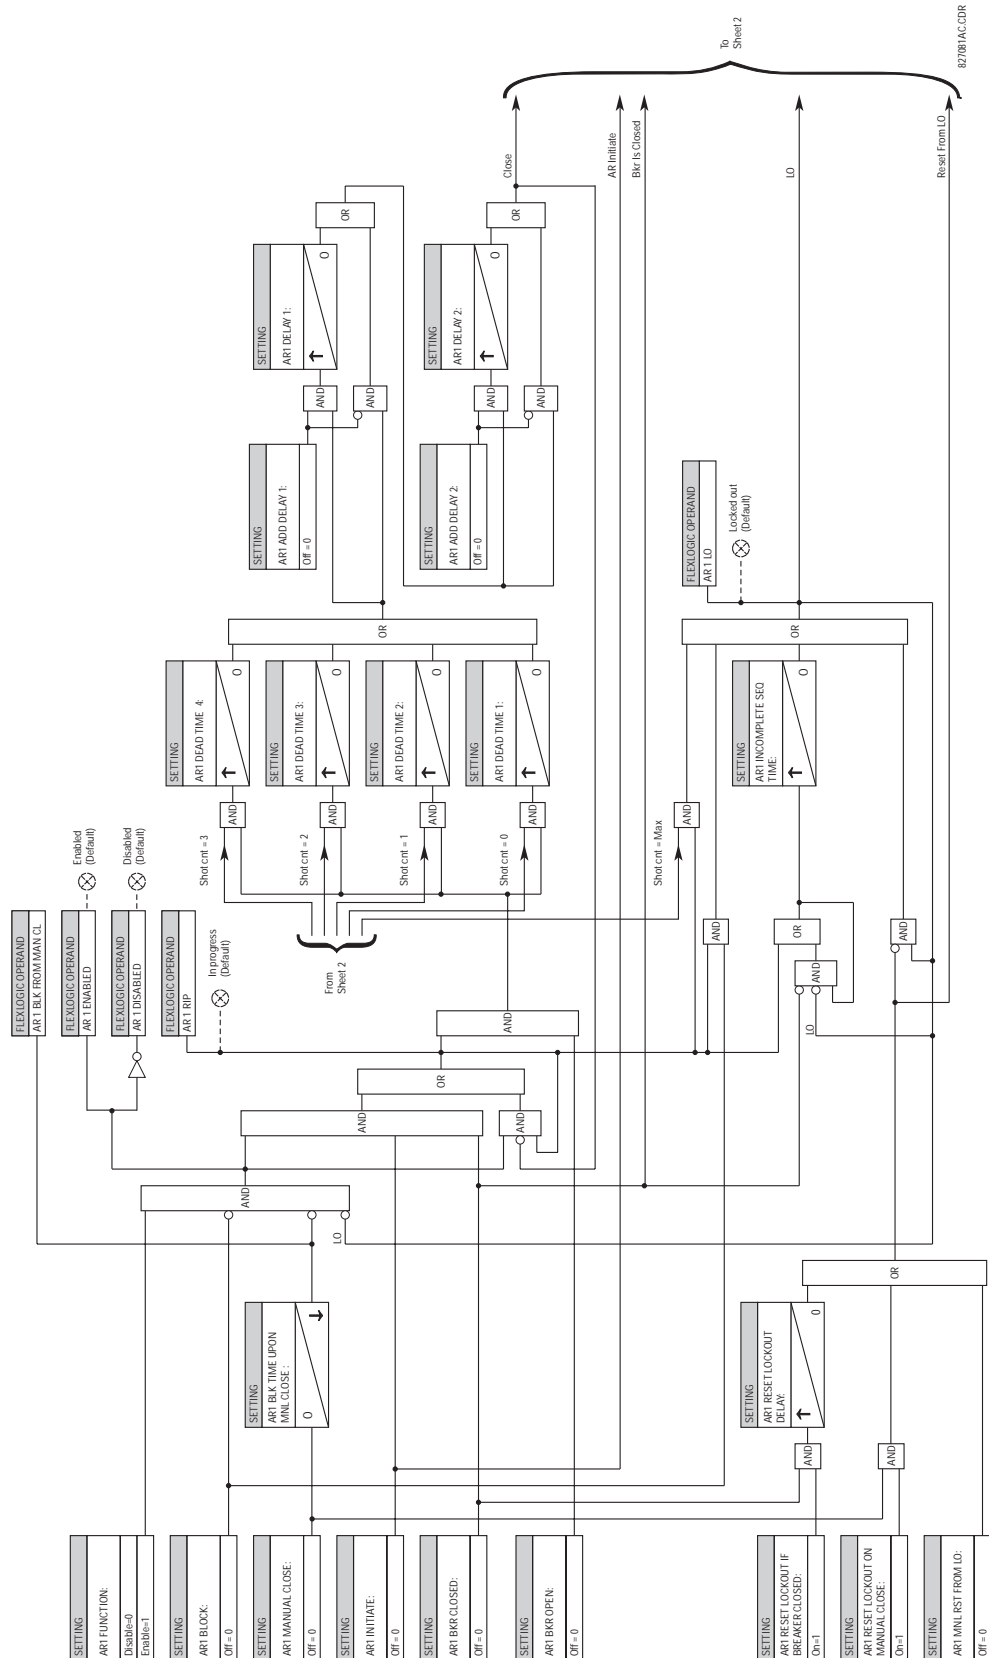 SETTING
AR1 FUNCTION:
Disable=0
Enable=1
SETTING
AR1 BLOCK:
Off = 0
SETTING
AR1 MANUAL CLOSE:
Off = 0
SETTING
AR1 INITIATE:
Off = 0
SETTING
AR1 BKR CLOSED:
Off = 0
SETTING
AR1 BKR OPEN:
Off = 0
SETTING
AR1 RESET LOCKOUT IF
BREAKER CLOSED:
On=1
SETTING
AR1 RESET LOCKOUT ON
MANUAL CLOSE:
On=1
SETTING
AR1 MNL RST FROM LO:
Off = 0
SETTING
AR1 BLK TIME UPON
MNL CLOSE :
O
AND
AND
SETTING
AR1 RESET LOCKOUT
DELAY:
0
OR
LO
AND
AND
AND
OR
AND
FLEXLOGIC OPERAND
AR 1 BLK FROM MAN CL
FLEXLOGIC OPERAND
AR 1 ENABLED
Enabled
(Default)
FLEXLOGIC OPERAND
AR 1 DISABLED
Disabled
(Default)
FLEXLOGIC OPERAND
AR 1 RIP
In progress
(Default)
From
Sheet 2
LO
AND
OR
AND
AND
Shot cnt = 3
Shot cnt = 2
Shot cnt = 1
Shot cnt = 0
Shot cnt = Max
AND
AND
AND
AND
AND
SETTING
AR1 DEAD TIME 4:
O
SETTING
AR1 DEAD TIME 3:
O
SETTING
AR1 DEAD TIME 2:
O
SETTING
AR1 DEAD TIME 1:
O
SETTING
AR1 INCOMPLETE SEQ
TIME:
O
OR
OR
FLEXLOGIC OPERAND
AR 1 LO
Locked out
(Default)
SETTING
AR1 ADD DELAY 1:
Off = 0
SETTING
AR1 ADD DELAY 2:
Off = 0
AND
AND
AND
AND
SETTING
AR1 DELAY 1:
O
SETTING
AR1 DELAY 2:
O
OR
OR
Close
AR Initiate
Bkr Is Closed
LO
Reset From LO
To
Sheet 2
827081AC.CDR